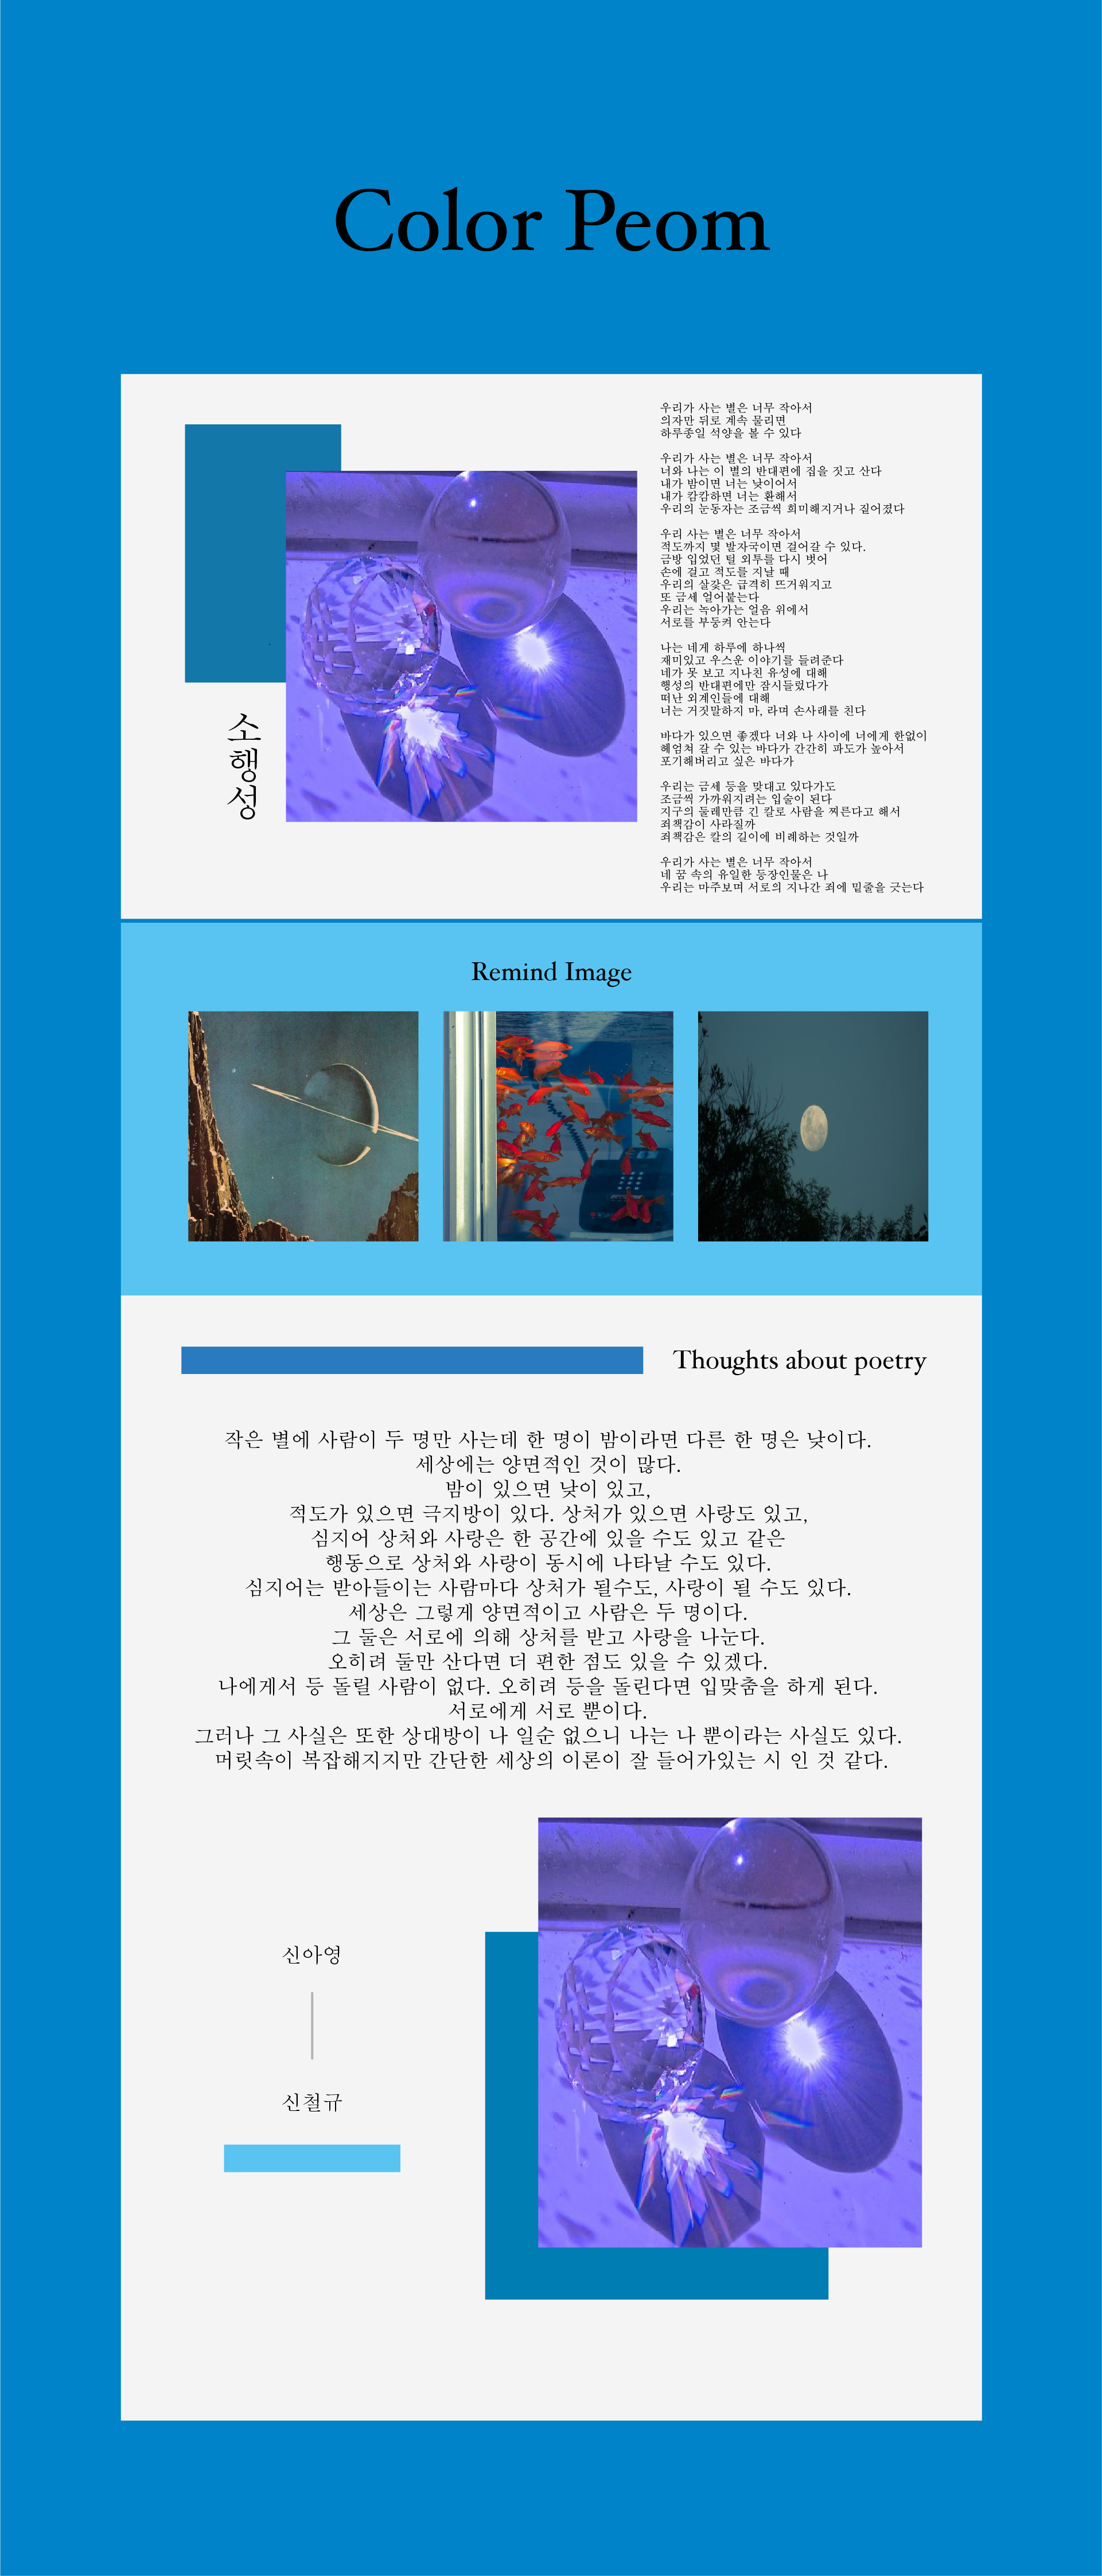 Color Peom
소행성
우리가 사는 별은 너무 작아서
의자만 뒤로 계속 물리면
하루종일 석양을 볼 수 있다
우리가 사는 별은 너무 작아서
너와 나는 이 별의 반대편에 집을 짓고 산다
내가 밤이면 너는 낮이어서
내가 캄캄하면 너는 환해서
우리의 눈동자는 조금씩 희미해지거나 짙어졌다
우리 사는 별은 너무 작아서
적도까지 몇 발자국이면 걸어갈 수 있다.
금방 입었던 털 외투를 다시 벗어
손에 걸고 적도를 지날 때
우리의 살갗은 급격히 뜨거워지고
또 금세 얼어붙는다
우리는 녹아가는 얼음 위에서
서로를 부둥켜 안는다
나는 네게 하루에 하나씩
재미있고 우스운 이야기를 들려준다
네가 못 보고 지나친 유성에 대해
행성의 반대편에만 잠시들렀다가
떠난 외계인들에 대해
너는 거짓말하지 마, 라며 손사래를 친다
바다가 있으면 좋겠다 너와 나 사이에 너에게 한없이
헤엄쳐 갈 수 있는 바다가 간간히 파도가 높아서
포기해버리고 싶은 바다가
우리는 금세 등을 맞대고 있다가도
조금씩 가까워지려는 입술이 된다
지구의 둘레만큼 긴 칼로 사람을 찌른다고 해서
죄책감이 사라질까
죄책감은 칼의 길이에 비례하는 것일까
우리가 사는 별은 너무 작아서
네 꿈 속의 유일한 등장인물은 나
우리는 마주보며 서로의 지나간 죄에 밑줄을 긋는다
Remind Image
Thoughts about poetry
작은 별에 사람이 두 명만 사는데 한 명이 밤이라면 다른 한 명은 낮이다.
세상에는 양면적인 것이 많다.
밤이 있으면 낮이 있고,
적도가 있으면 극지방이 있다. 상처가 있으면 사랑도 있고,
심지어 상처와 사랑은 한 공간에 있을 수도 있고 같은
행동으로 상처와 사랑이 동시에 나타날 수도 있다.
심지어는 받아들이는 사람마다 상처가 될수도, 사랑이 될 수도 있다.
세상은 그렇게 양면적이고 사람은 두 명이다.
그 둘은 서로에 의해 상처를 받고 사랑을 나눈다.
오히려 둘만 산다면 더 편한 점도 있을 수 있겠다.
나에게서 등 돌릴 사람이 없다. 오히려 등을 돌린다면 입맞춤을 하게 된다.
서로에게 서로 뿐이다.
그러나 그 사실은 또한 상대방이 나 일순 없으니 나는 나 뿐이라는 사실도 있다.
머릿속이 복잡해지지만 간단한 세상의 이론이 잘 들어가있는 시 인 것 같다.
신아영
신철규